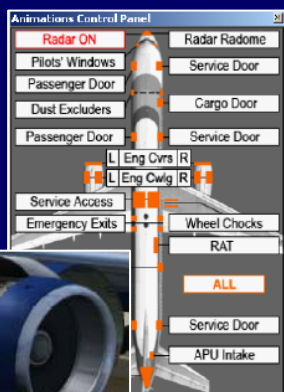 Animations Control Panel
Radar ON
Radar Radome
Pilots' Windows
Service Door
Passenger Door
Cargo Door
Dust Excluders
Passenger Door
Service Door
L Eng Cvrs R
L Eng Cwlg R
Service Access
Emergency Exits
Wheel Chocks
RAT
ALL
Service Door
APU Intake